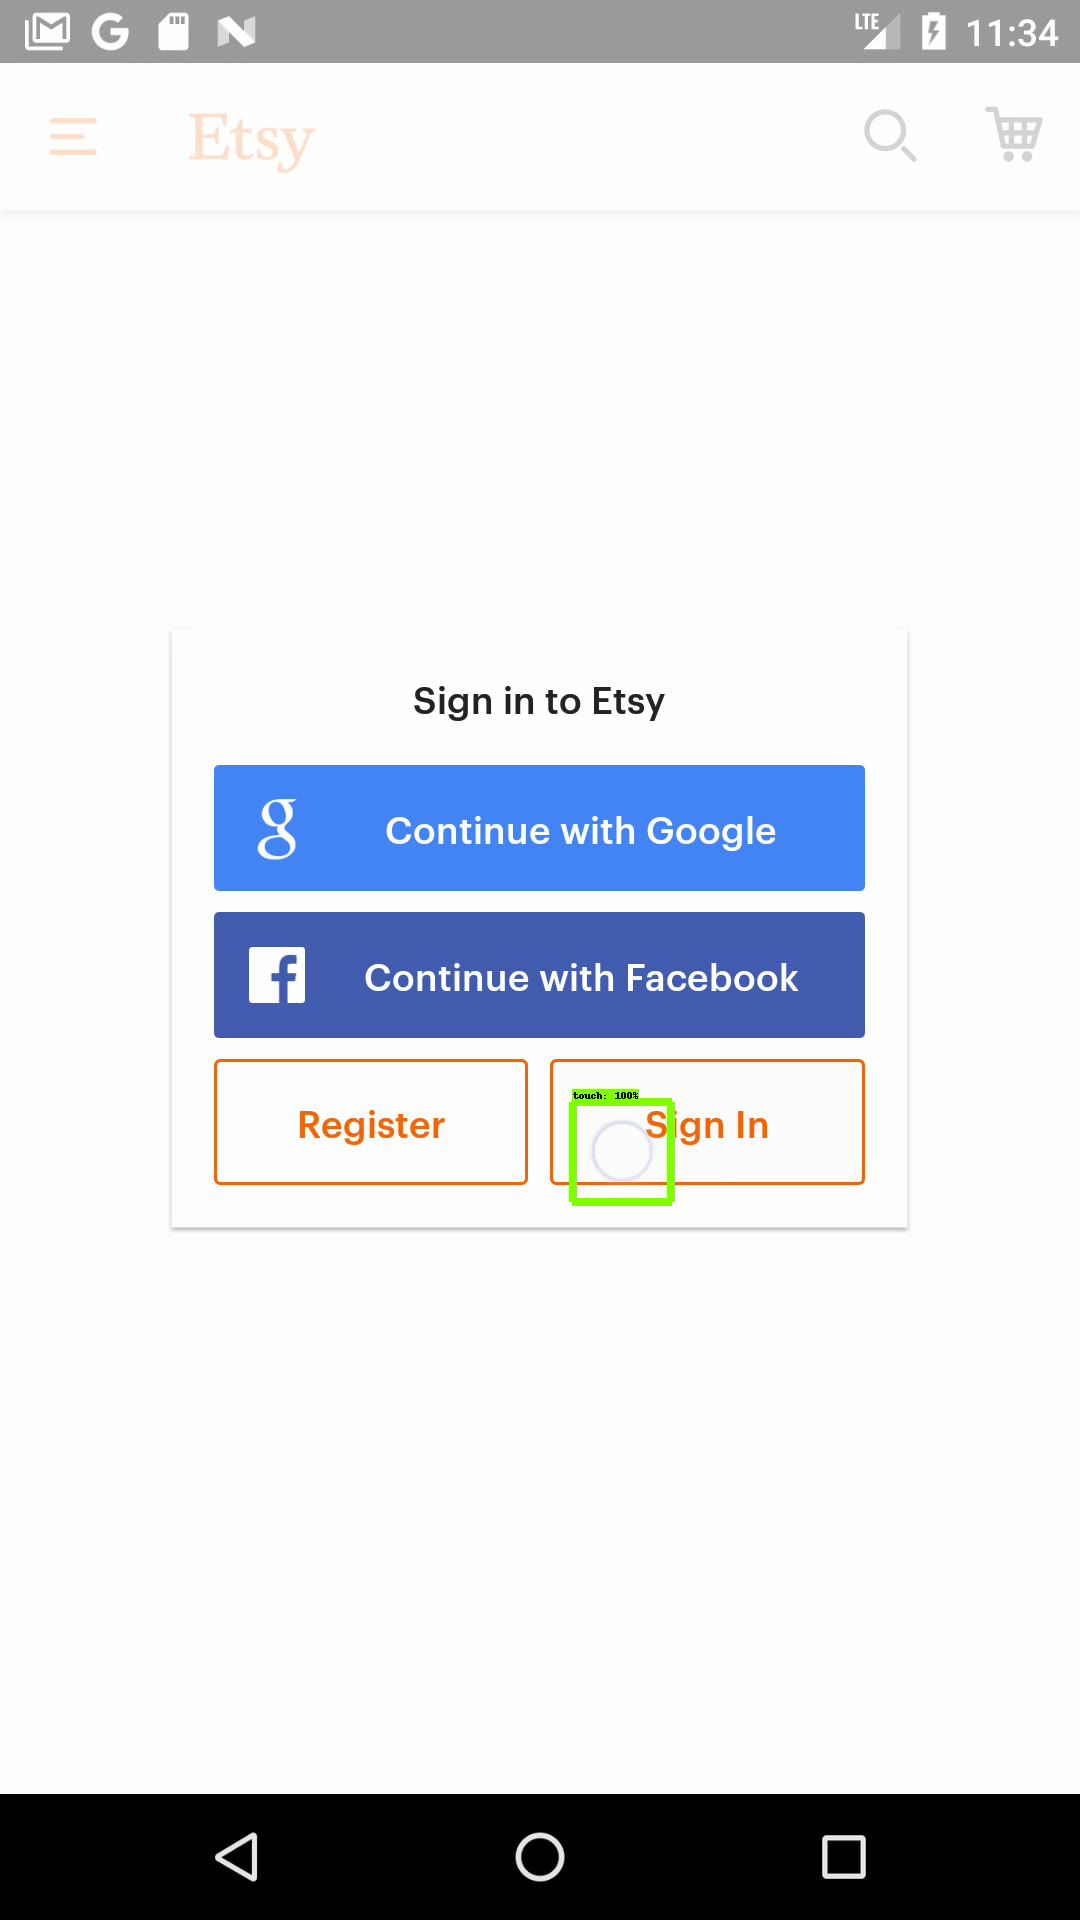 LTE 11:34
Etsy
Sign in to Etsy
g Continue with Google
f Continue with Facebook
Register Sign In
touch: 100%